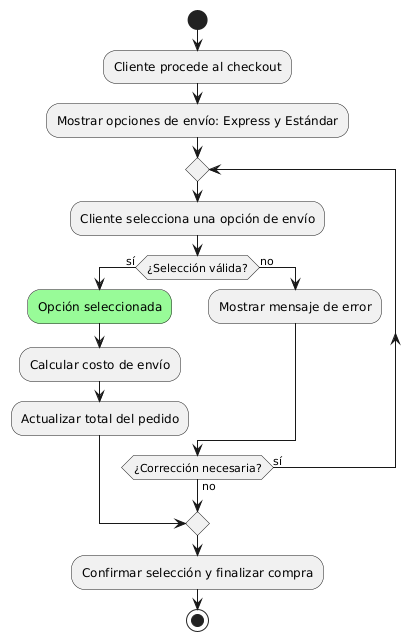 Cliente procede al checkout
Mostrar opciones de envío: Express y Estándar
Cliente selecciona una opción de envío
sí
¿Selección válida?
no
Opción seleccionada
Mostrar mensaje de error
Calcular costo de envío
Actualizar total del pedido
¿Corrección necesaria?
sí
no
Confirmar selección y finalizar compra